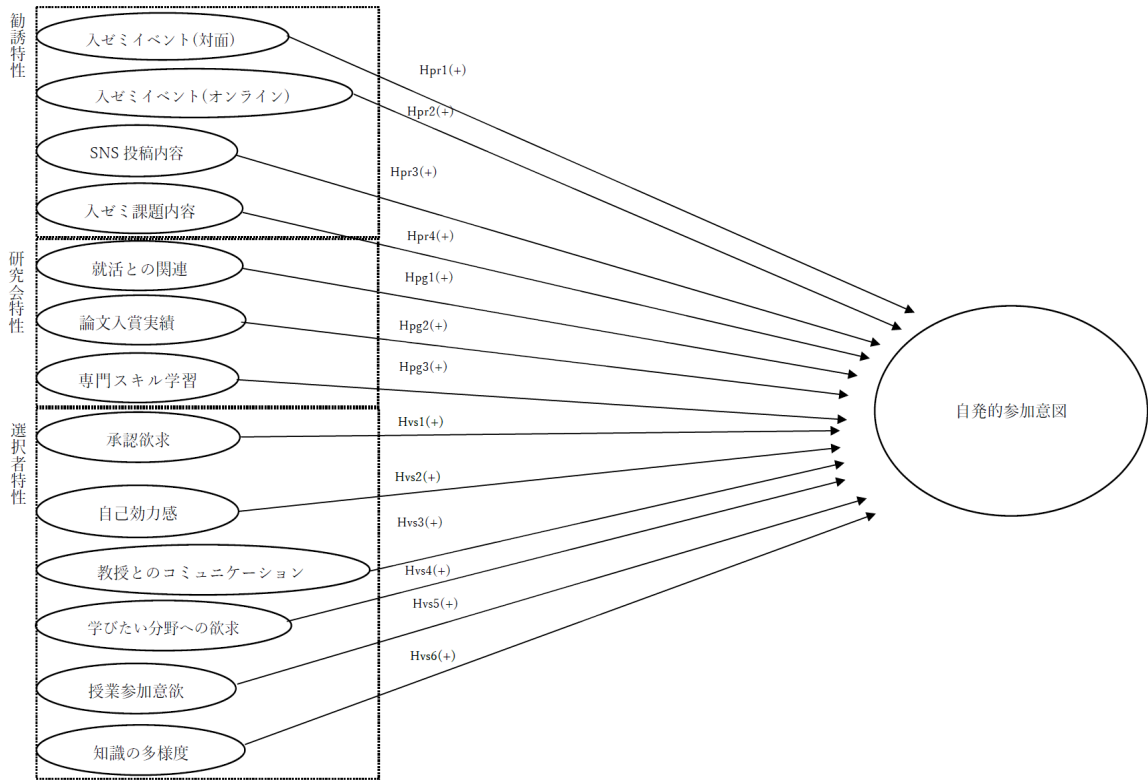 勧誘特性
入ゼミイベント(対面)
入ゼミイベント(オンライン)
SNS 投稿内容
入ゼミ課題内容
研究会特性
就活との関連
論文入賞実績
専門スキル学習
選択者特性
承認欲求
自己効力感
教授とのコミュニケーション
学びたい分野への欲求
授業参加意欲
知識の多様度
Hpr1(+)
Hpr2(+)
Hpr3(+)
Hpr4(+)
Hpg1(+)
Hpg2(+)
Hpg3(+)
Hvs1(+)
Hvs2(+)
Hvs3(+)
Hvs4(+)
Hvs5(+)
Hvs6(+)
自発的参加意図